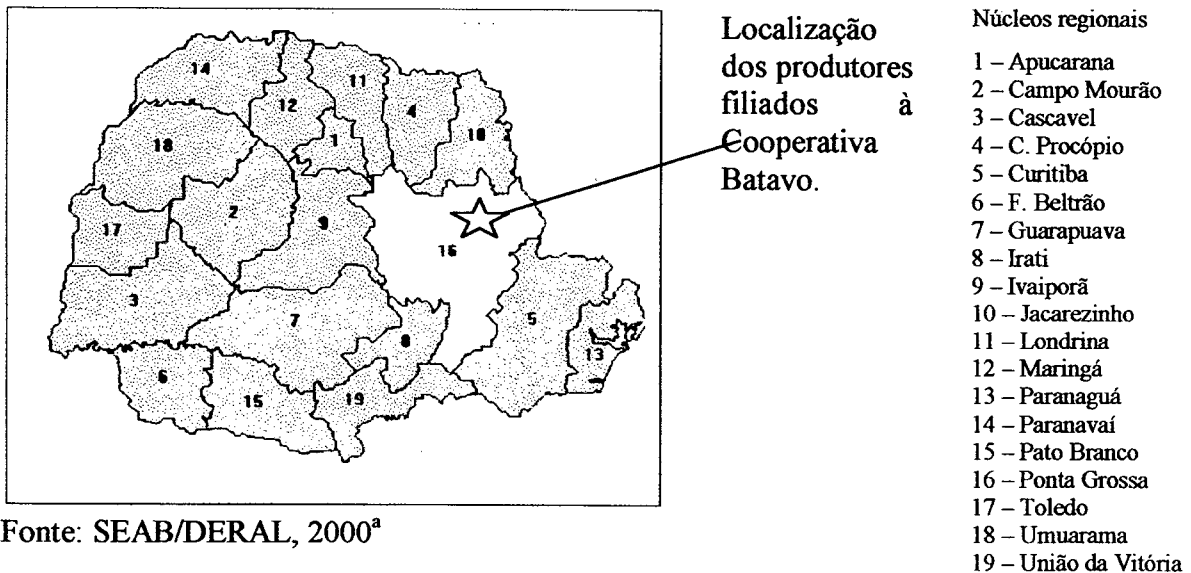 14
11
12
4
10
1
18
2
9
17
16
3
7
5
8
13
6
15
19
Localização
dos produtores
filiados à
Cooperativa
Batavo.
Núcleos regionais
1 – Apucarana
2 – Campo Mourão
3 – Cascavel
4 – C. Procópio
5 – Curitiba
6 – F. Beltrão
7 – Guarapuava
8 – Irati
9 – Ivaiporã
10 – Jacarezinho
11 – Londrina
12 – Maringá
13 – Paranaguá
14 – Paranavaí
15 – Pato Branco
16 – Ponta Grossa
17 – Toledo
18 – Umuarama
19 – União da Vitória
Fonte: SEAB/DERAL, 2000ª